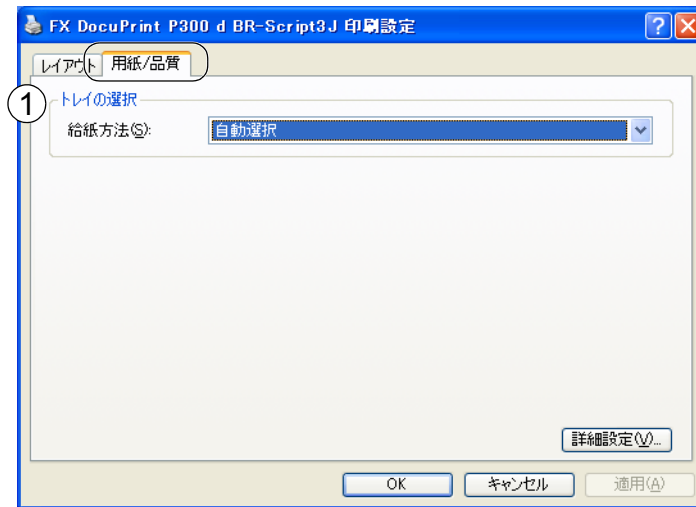 FX DocuPrint P300 d BR-Script3J 印刷設定
レイアウト 用紙/品質
①
トレイの選択
給紙方法(S): 自動選択
詳細設定(V)...
OK キャンセル 適用(A)